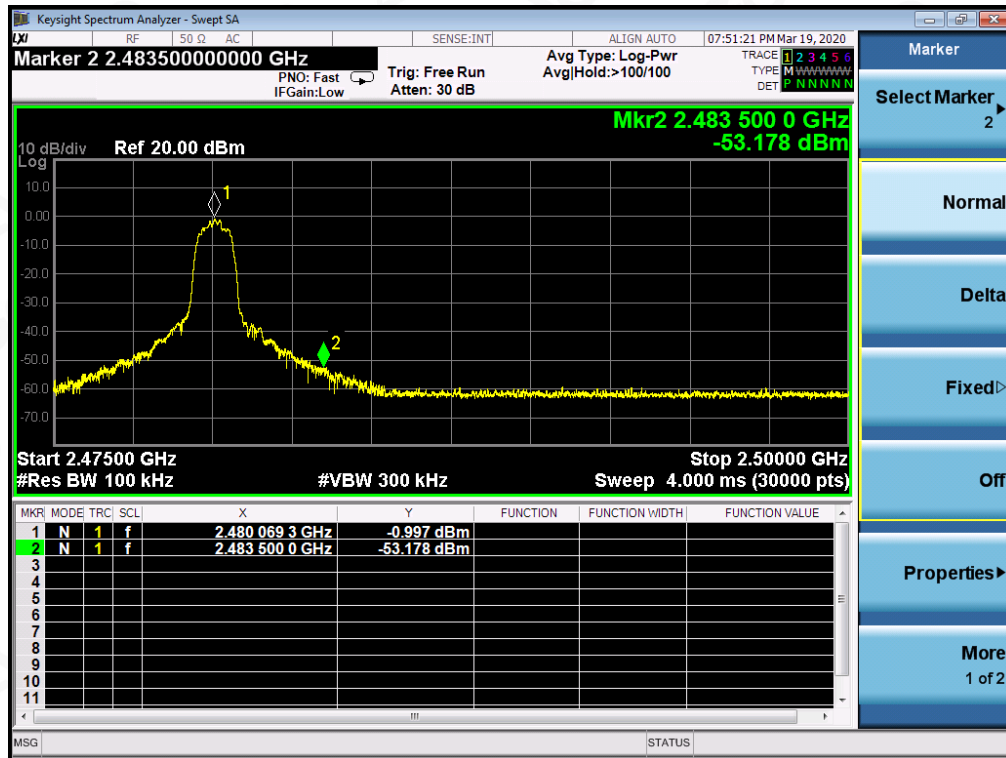 Keysight Spectrum Analyzer - Swept SA
LXI RF 50 Ω AC SENSE:INT ALIGN AUTO 07:51:21 PM Mar 19, 2020
Marker 2 2.483500000000 GHz
PNO: Fast
IFGain:Low
Trig: Free Run
Atten: 30 dB
Avg Type: Log-Pwr
Avg|Hold:>100/100
TRACE 1 2 3 4 5 6
TYPE M WWWWW
DET P N N N N N
Mkr2 2.483 500 0 GHz
-53.178 dBm
10 dB/div Ref 20.00 dBm
Log
10.0
0.00
-10.0
-20.0
-30.0
-40.0
-50.0
-60.0
-70.0
1
2
Start 2.47500 GHz Stop 2.50000 GHz
#Res BW 100 kHz #VBW 300 kHz Sweep 4.000 ms (30000 pts)
MKR MODE TRC SCL X Y FUNCTION FUNCTION WIDTH FUNCTION VALUE
1 N 1 f 2.480 069 3 GHz -0.997 dBm
2 N 1 f 2.483 500 0 GHz -53.178 dBm
3
4
5
6
7
8
9
10
11
MSG STATUS
Marker
Select Marker
2
Normal
Delta
Fixed
Off
Properties
More
1 of 2